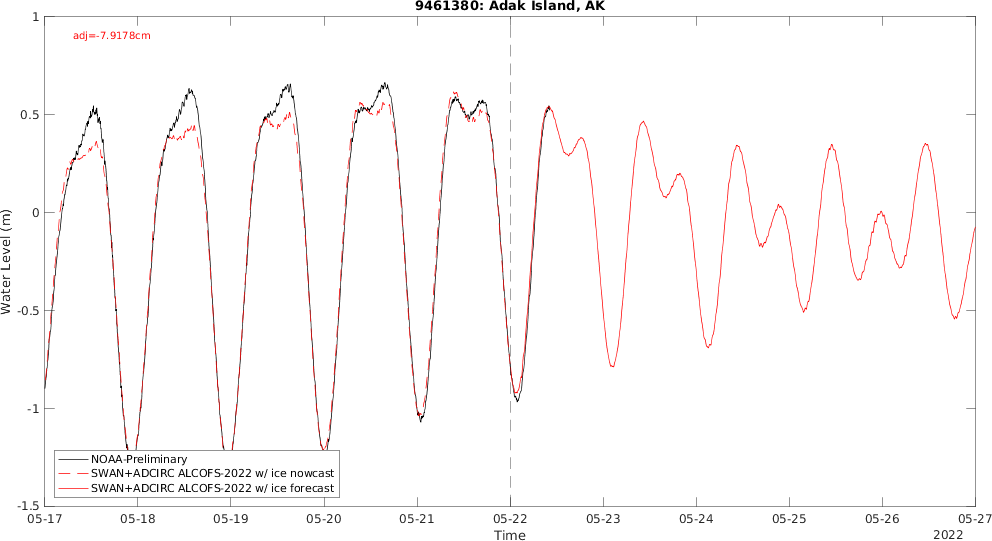 9461380: Adak Island, AK
adj=-7.9178cm
Water Level (m)
1
0.5
0
-0.5
-1
-1.5
NOAA-Preliminary
SWAN+ADCIRC ALCOFS-2022 w/ ice nowcast
SWAN+ADCIRC ALCOFS-2022 w/ ice forecast
05-17 05-18 05-19 05-20 05-21 05-22 05-23 05-24 05-25 05-26 05-27
Time
2022